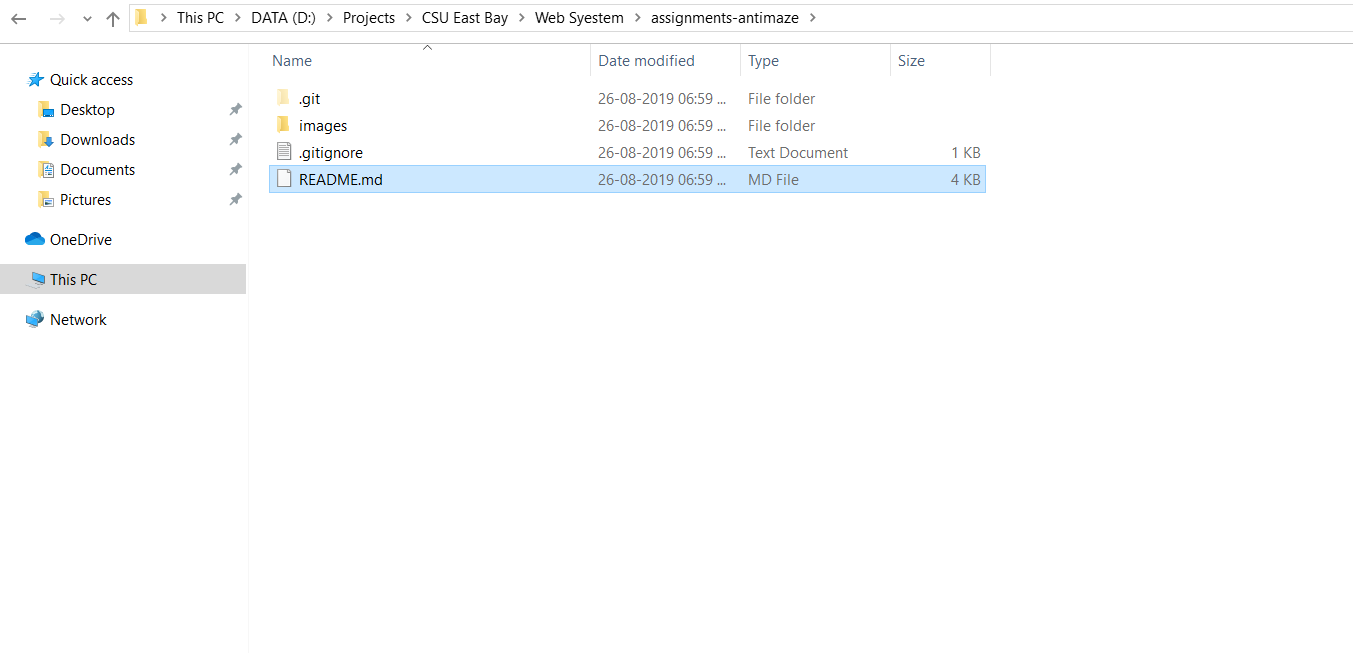 This PC > DATA (D:) > Projects > CSU East Bay > Web Syestem > assignments-antimaze >
Name Date modified Type Size
Quick access
Desktop
Downloads
Documents
Pictures
OneDrive
This PC
Network
.git 26-08-2019 06:59 ... File folder
images 26-08-2019 06:59 ... File folder
.gitignore 26-08-2019 06:59 ... Text Document 1 KB
README.md 26-08-2019 06:59 ... MD File 4 KB